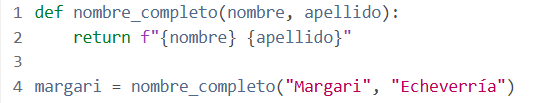 1 def nombre_completo(nombre, apellido):
2     return f"{nombre} {apellido}"
3
4 margari = nombre_completo("Margari", "Echeverría")